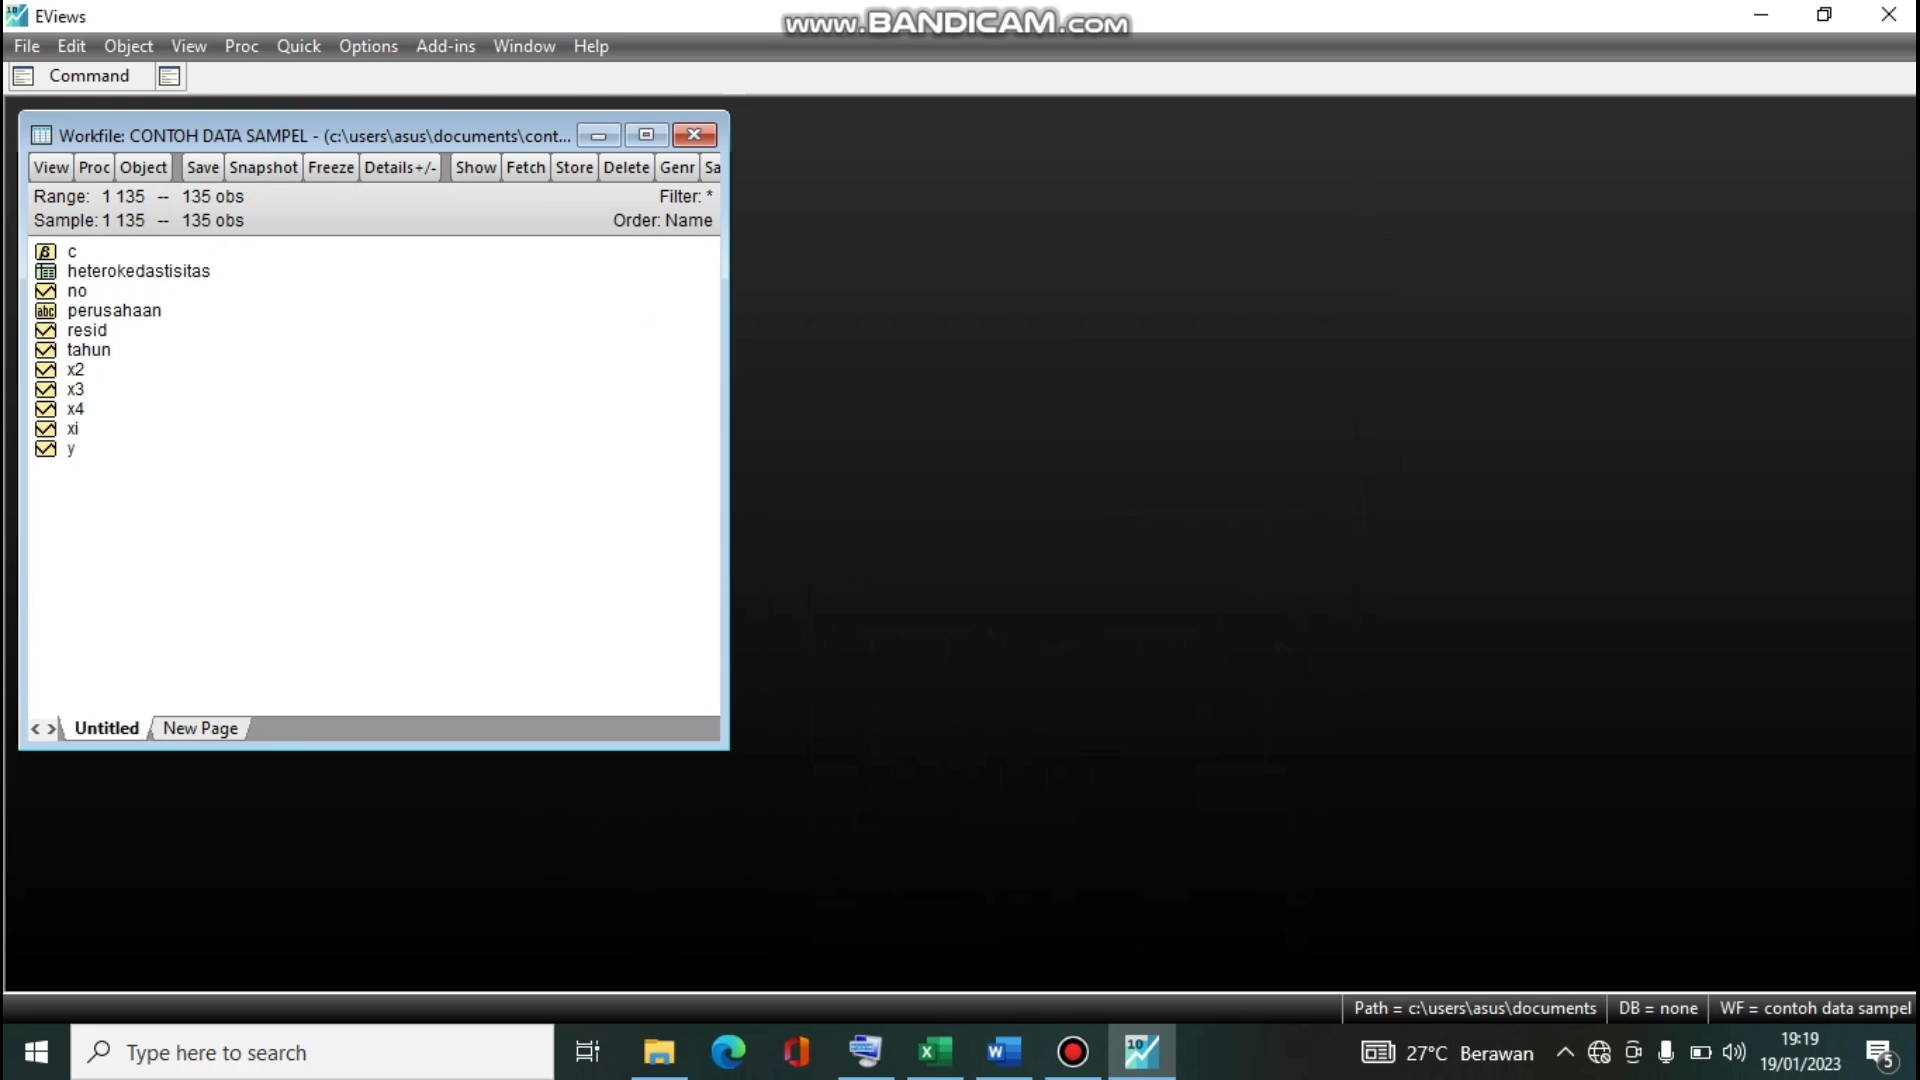 EViews
www.BANDICAM.com
File Edit Object View Proc Quick Options Add-ins Window Help
Command
Workfile: CONTOH DATA SAMPEL - (c:\users\asus\documents\cont...
View Proc Object Save Snapshot Freeze Details+/- Show Fetch Store Delete Genr Sa
Range: 1 135 -- 135 obs Filter: *
Sample: 1 135 -- 135 obs Order: Name
β c
heterokedastisitas
no
abc perusahaan
resid
tahun
x2
x3
x4
xi
y
< > Untitled New Page
Path = c:\users\asus\documents DB = none WF = contoh data sampel
Type here to search
27°C Berawan
19:19
19/01/2023
5